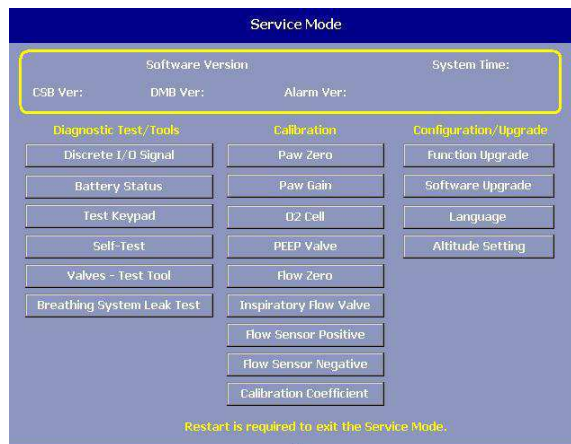 Service Mode
Software Version System Time:
CSB Ver: DMB Ver: Alarm Ver:
Diagnostic Test/Tools Calibration Configuration/Upgrade
Discrete I/O Signal Paw Zero Function Upgrade
Battery Status Paw Gain Software Upgrade
Test Keypad O2 Cell Language
Self-Test PEEP Valve Altitude Setting
Valves - Test Tool Flow Zero
Breathing System Leak Test Inspiratory Flow Valve
Flow Sensor Positive
Flow Sensor Negative
Calibration Coefficient
Restart is required to exit the Service Mode.